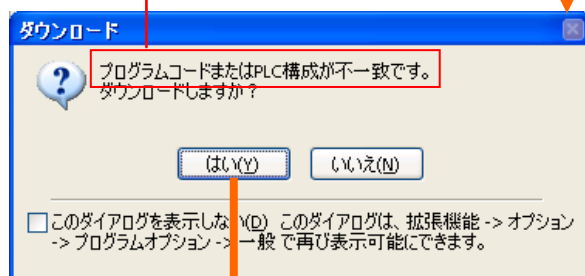 ダウンロード
プログラムコードまたはPLC構成が不一致です。
ダウンロードしますか？
はい(Y) いいえ(N)
このダイアログを表示しない(D) このダイアログは、拡張機能 -> オプション
-> プログラムオプション -> 一般 で再び表示可能にできます。